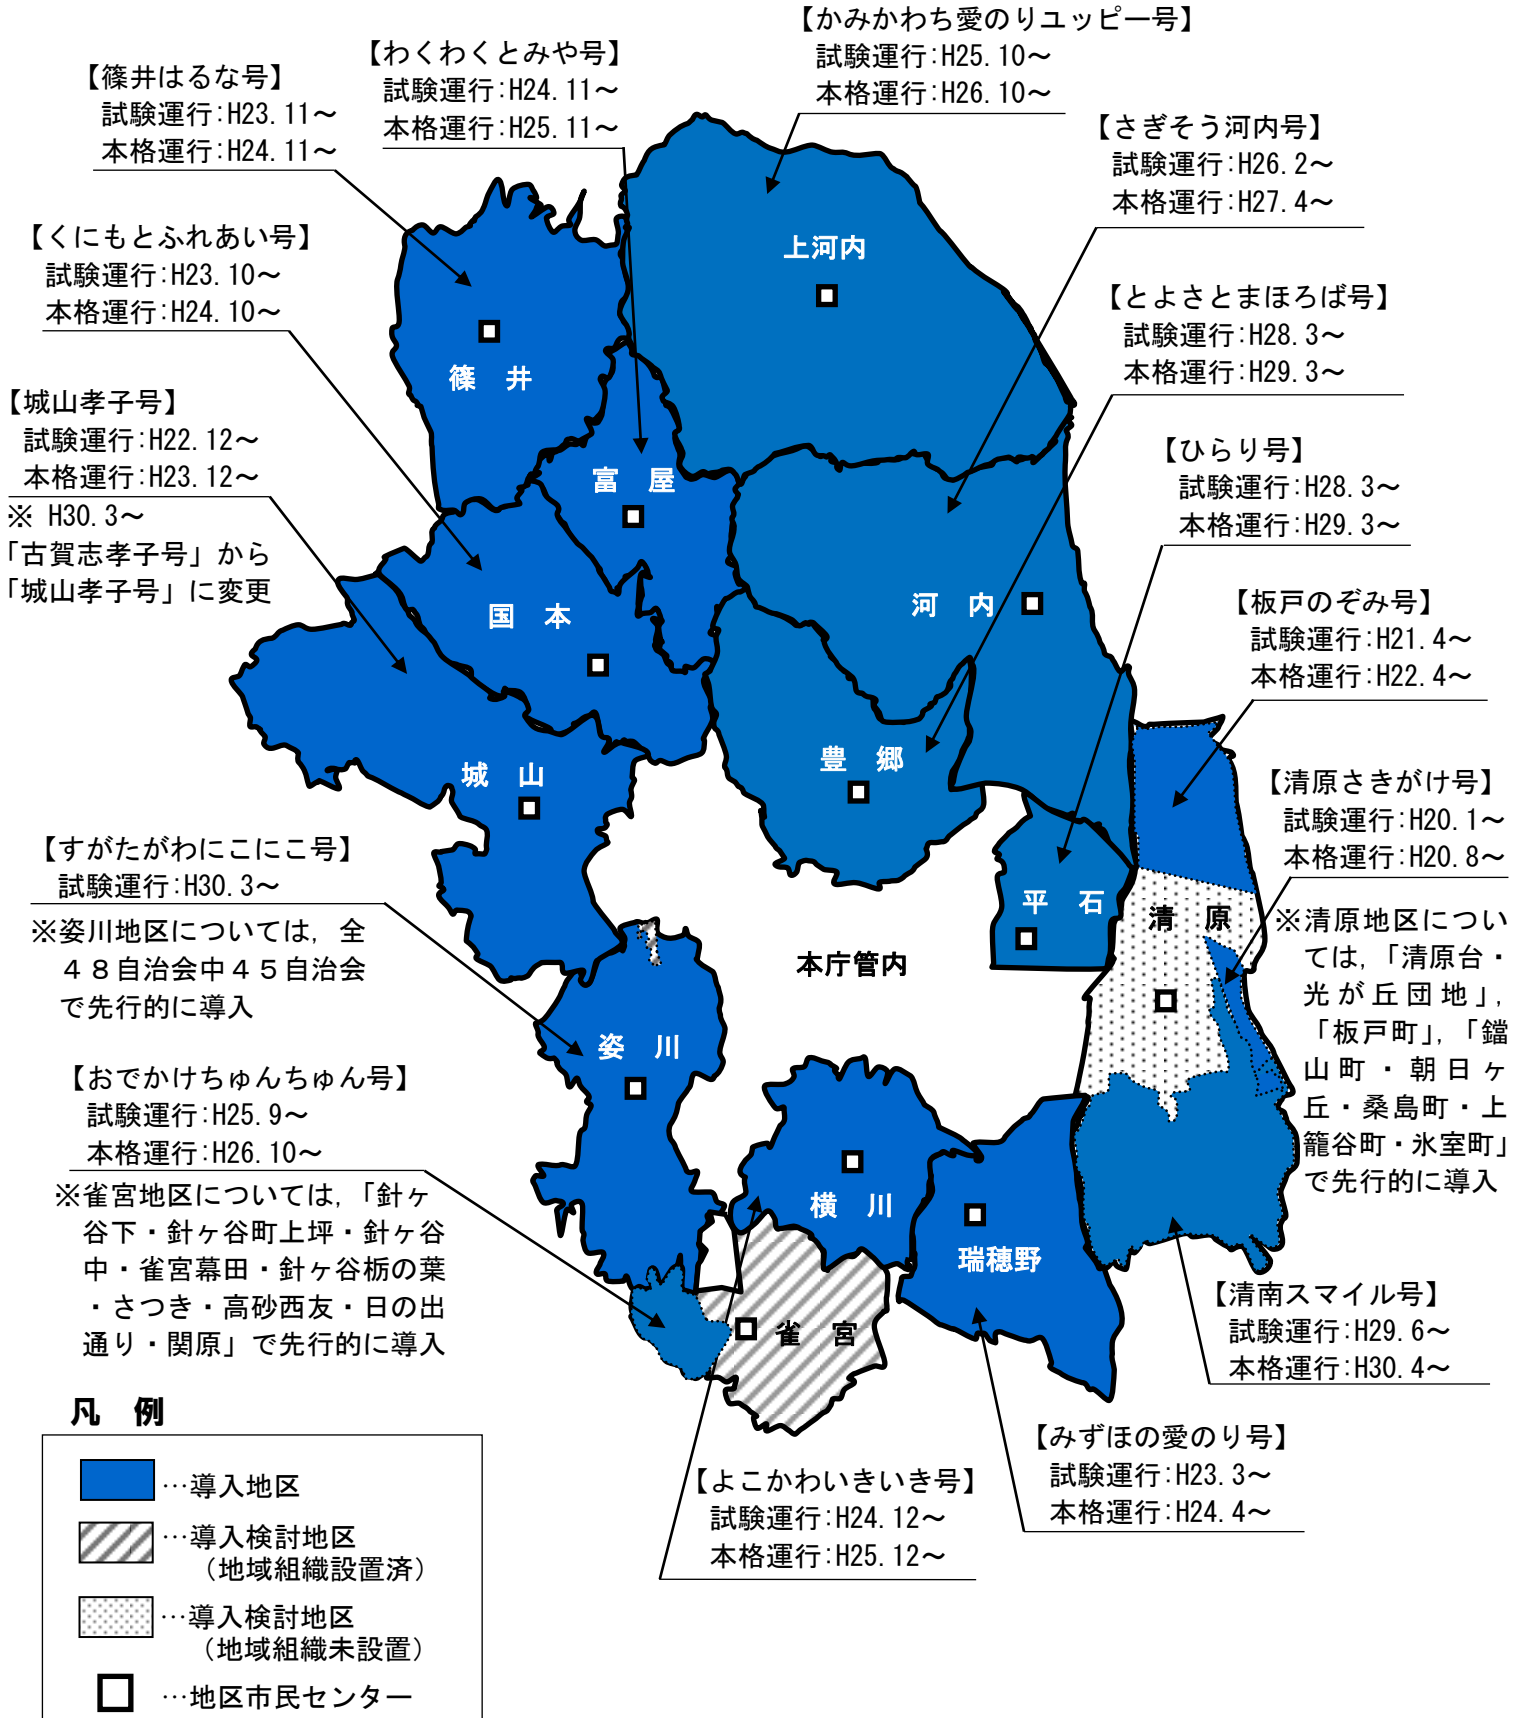 【かみかわち愛のりユッピー号】
試験運行:H25.10～
本格運行:H26.10～
【わくわくとみや号】
試験運行:H24.11～
本格運行:H25.11～
【篠井はるな号】
試験運行:H23.11～
本格運行:H24.11～
【さぎそう河内号】
試験運行:H26.2～
本格運行:H27.4～
【くにもとふれあい号】
試験運行:H23.10～
本格運行:H24.10～
【とよさとまほろば号】
試験運行:H28.3～
本格運行:H29.3～
【城山孝子号】
試験運行:H22.12～
本格運行:H23.12～
※ H30.3～
「古賀志孝子号」から
「城山孝子号」に変更
【ひらり号】
試験運行:H28.3～
本格運行:H29.3～
【板戸のぞみ号】
試験運行:H21.4～
本格運行:H22.4～
【清原さきがけ号】
試験運行:H20.1～
本格運行:H20.8～
※清原地区につい
ては,「清原台・
光が丘団地」,
「板戸町」,「鐺
山町・朝日ヶ
丘・桑島町・上
籠谷町・氷室町」
で先行的に導入
【すがたがわにこにこ号】
試験運行:H30.3～
※姿川地区については, 全
４８自治会中４５自治会
で先行的に導入
【おでかけちゅんちゅん号】
試験運行:H25.9～
本格運行:H26.10～
※雀宮地区については,「針ヶ
谷下・針ヶ谷町上坪・針ヶ谷
中・雀宮幕田・針ヶ谷栃の葉
・さつき・高砂西友・日の出
通り・関原」で先行的に導入
【清南スマイル号】
試験運行:H29.6～
本格運行:H30.4～
【みずほの愛のり号】
試験運行:H23.3～
本格運行:H24.4～
【よこかわいきいき号】
試験運行:H24.12～
本格運行:H25.12～
上河内
篠 井
富 屋
国 本
河 内
城 山
豊 郷
平 石
清 原
本庁管内
姿 川
横 川
瑞穂野
雀 宮
凡 例
…導入地区
…導入検討地区
（地域組織設置済）
…導入検討地区
（地域組織未設置）
…地区市民センター